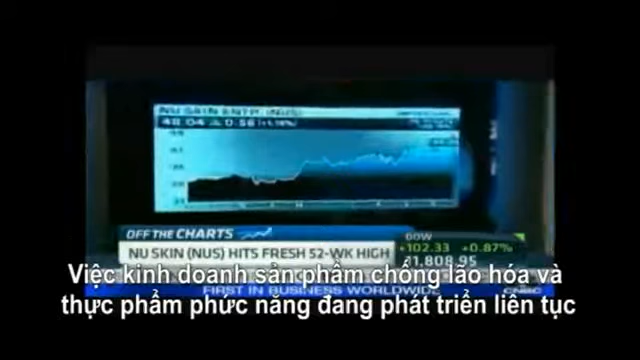 NU SKIN ENTP. (NUS)
48.04 0.56
OFF THE CHARTS
NU SKIN (NUS) HITS FRESH 52-WK HIGH
DOW
+102.33 +0.87%
11,808.95
Việc kinh doanh sản phẩm chống lão hóa và
thực phẩm phức năng đang phát triển liên tục
FIRST IN BUSINESS WORLDWIDE
CNBC